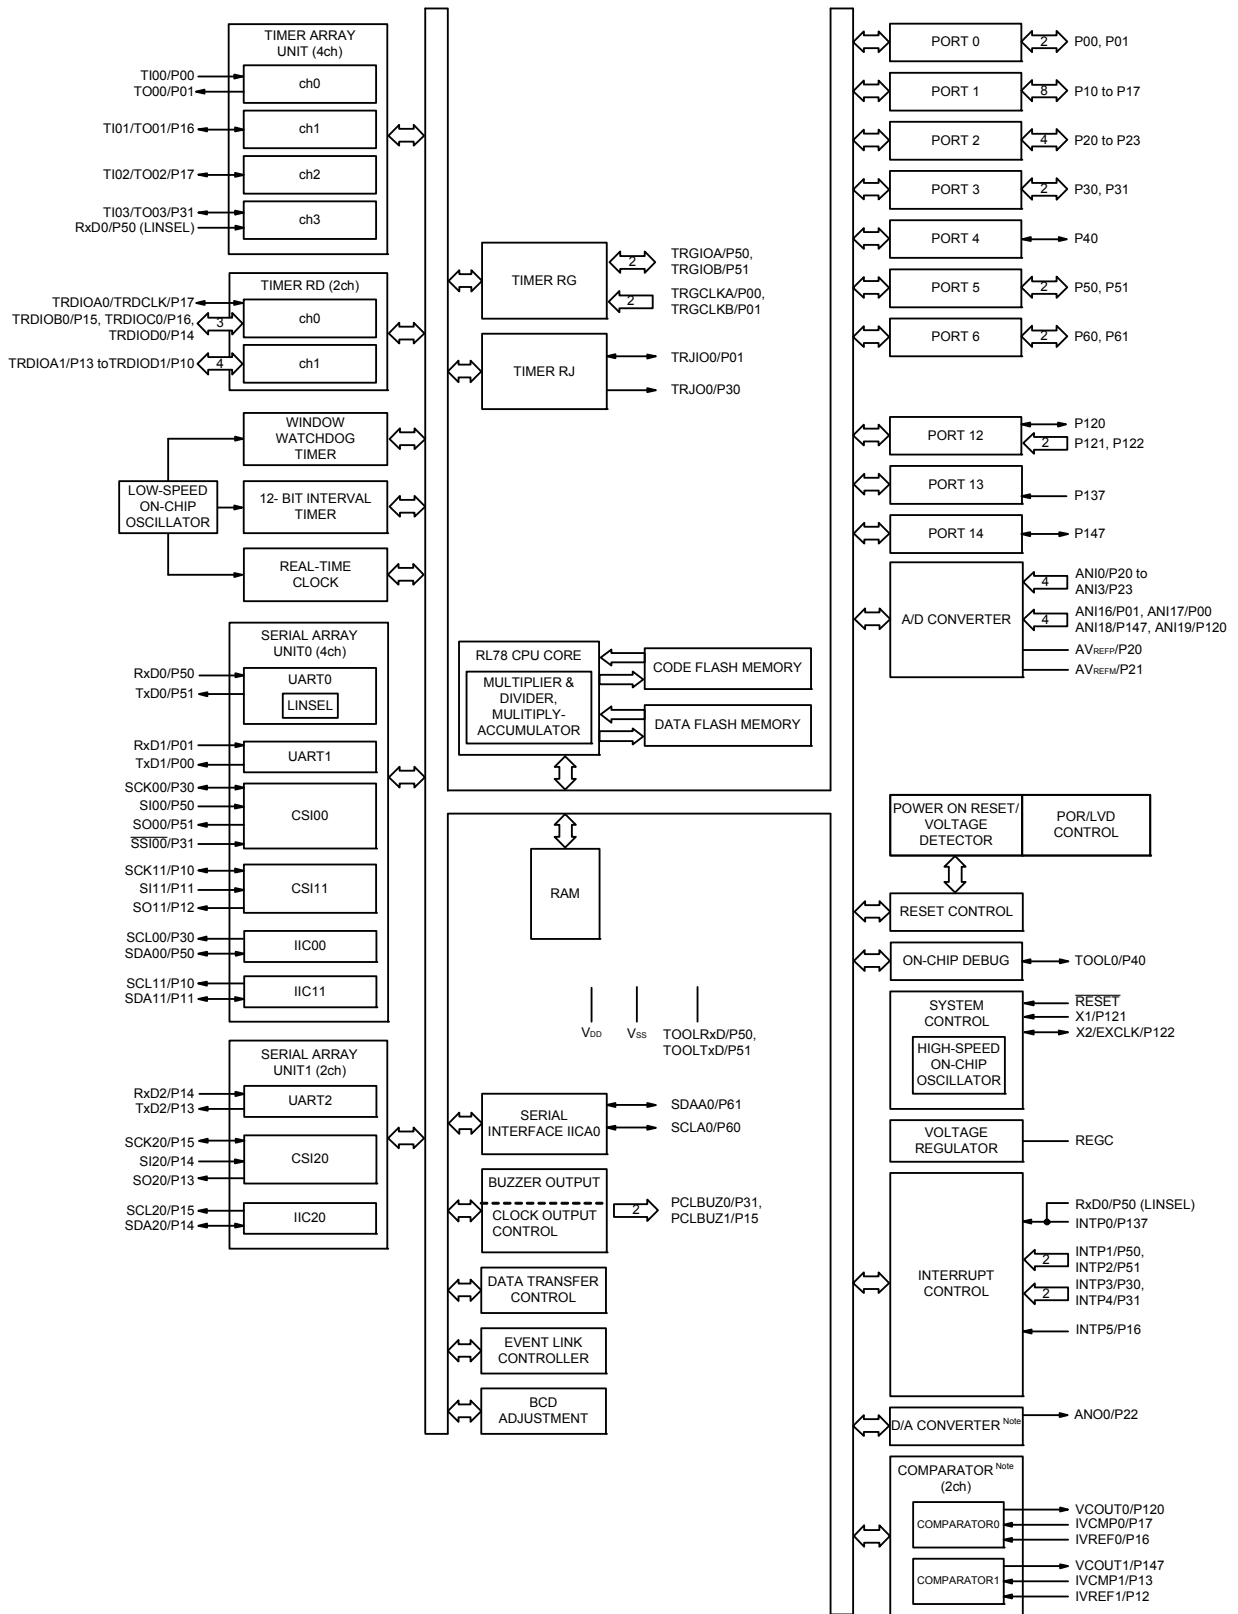 TIMER ARRAY
UNIT (4ch)
TI00/P00
TO00/P01
ch0
TI01/TO01/P16
ch1
TI02/TO02/P17
ch2
TI03/TO03/P31
RxD0/P50 (LINSEL)
ch3
TIMER RD (2ch)
TRDIOA0/TRDCLK/P17
TRDIOB0/P15, TRDIOC0/P16,
TRDIOD0/P14
3
ch0
TRDIOA1/P13 toTRDIOD1/P10
4
ch1
WINDOW
WATCHDOG
TIMER
LOW-SPEED
ON-CHIP
OSCILLATOR
12- BIT INTERVAL
TIMER
REAL-TIME
CLOCK
SERIAL ARRAY
UNIT0 (4ch)
RxD0/P50
TxD0/P51
UART0
LINSEL
RxD1/P01
TxD1/P00
UART1
SCK00/P30
SI00/P50
SO00/P51
SSI00/P31
CSI00
SCK11/P10
SI11/P11
SO11/P12
CSI11
SCL00/P30
SDA00/P50
IIC00
SCL11/P10
SDA11/P11
IIC11
SERIAL ARRAY
UNIT1 (2ch)
RxD2/P14
TxD2/P13
UART2
SCK20/P15
SI20/P14
SO20/P13
CSI20
SCL20/P15
SDA20/P14
IIC20
TIMER RG
2
TRGIOA/P50,
TRGIOB/P51
2
TRGCLKA/P00,
TRGCLKB/P01
TIMER RJ
TRJIO0/P01
TRJO0/P30
RL78 CPU CORE
MULTIPLIER &
DIVIDER,
MULITIPLY-
ACCUMULATOR
CODE FLASH MEMORY
DATA FLASH MEMORY
RAM
VDD
VSS
TOOLRxD/P50,
TOOLTxD/P51
SERIAL
INTERFACE IICA0
SDAA0/P61
SCLA0/P60
BUZZER OUTPUT
CLOCK OUTPUT
CONTROL
2
PCLBUZ0/P31,
PCLBUZ1/P15
DATA TRANSFER
CONTROL
EVENT LINK
CONTROLLER
BCD
ADJUSTMENT
PORT 0
2
P00, P01
PORT 1
8
P10 to P17
PORT 2
4
P20 to P23
PORT 3
2
P30, P31
PORT 4
P40
PORT 5
2
P50, P51
PORT 6
2
P60, P61
PORT 12
P120
2
P121, P122
PORT 13
P137
PORT 14
P147
A/D CONVERTER
4
ANI0/P20 to
ANI3/P23
4
ANI16/P01, ANI17/P00
ANI18/P147, ANI19/P120
AVREFP/P20
AVREFM/P21
POWER ON RESET/
VOLTAGE
DETECTOR
POR/LVD
CONTROL
RESET CONTROL
ON-CHIP DEBUG
TOOL0/P40
SYSTEM
CONTROL
HIGH-SPEED
ON-CHIP
OSCILLATOR
RESET
X1/P121
X2/EXCLK/P122
VOLTAGE
REGULATOR
REGC
INTERRUPT
CONTROL
RxD0/P50 (LINSEL)
INTP0/P137
2
INTP1/P50,
INTP2/P51
2
INTP3/P30,
INTP4/P31
INTP5/P16
D/A CONVERTER Note
ANO0/P22
COMPARATOR Note
(2ch)
COMPARATOR0
VCOUT0/P120
IVCMP0/P17
IVREF0/P16
COMPARATOR1
VCOUT1/P147
IVCMP1/P13
IVREF1/P12